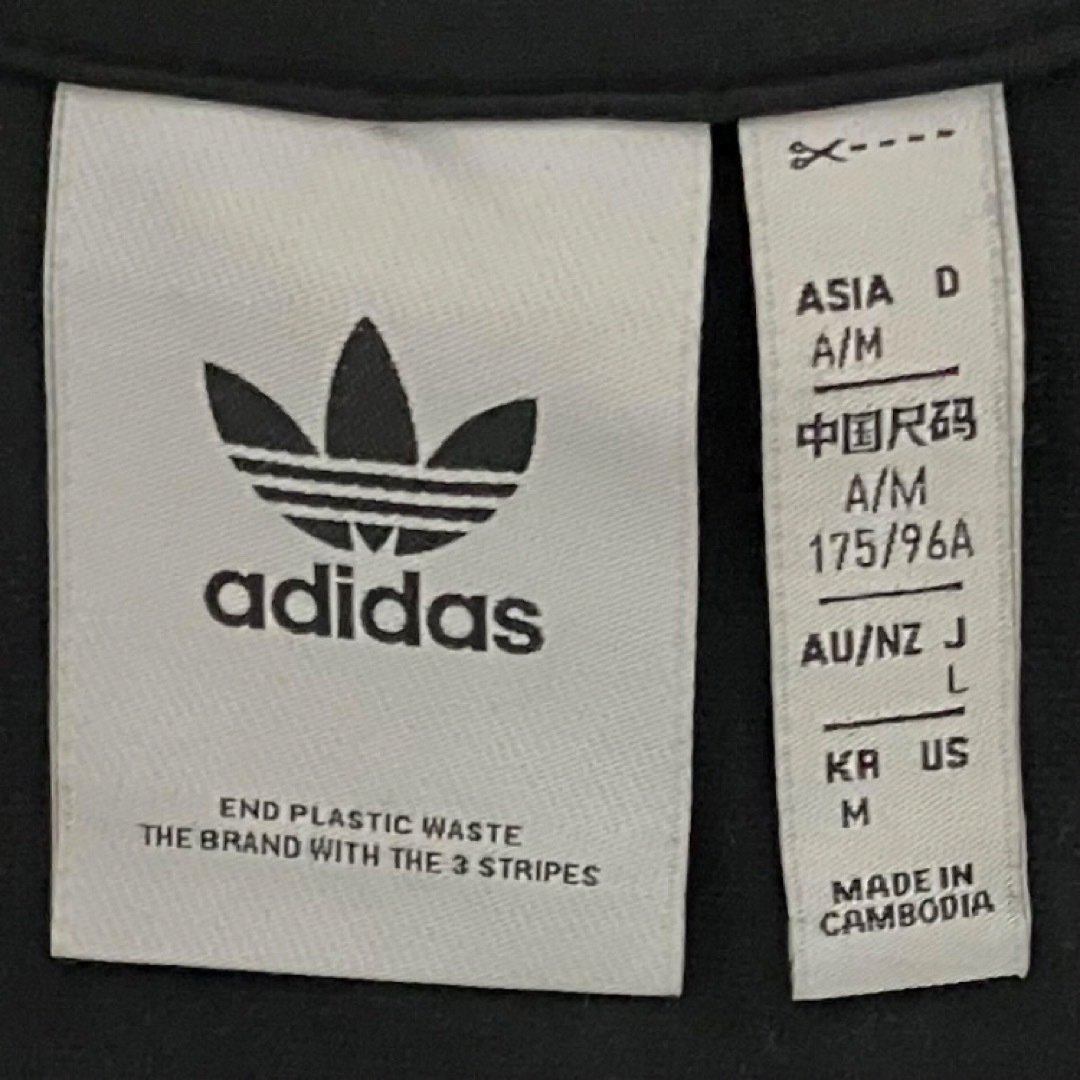 adidas
END PLASTIC WASTE
THE BRAND WITH THE 3 STRIPES
ASIA D
A/M
中国尺码
A/M
175/96A
AU/NZ J
L
KR US
M
MADE IN
CAMBODIA